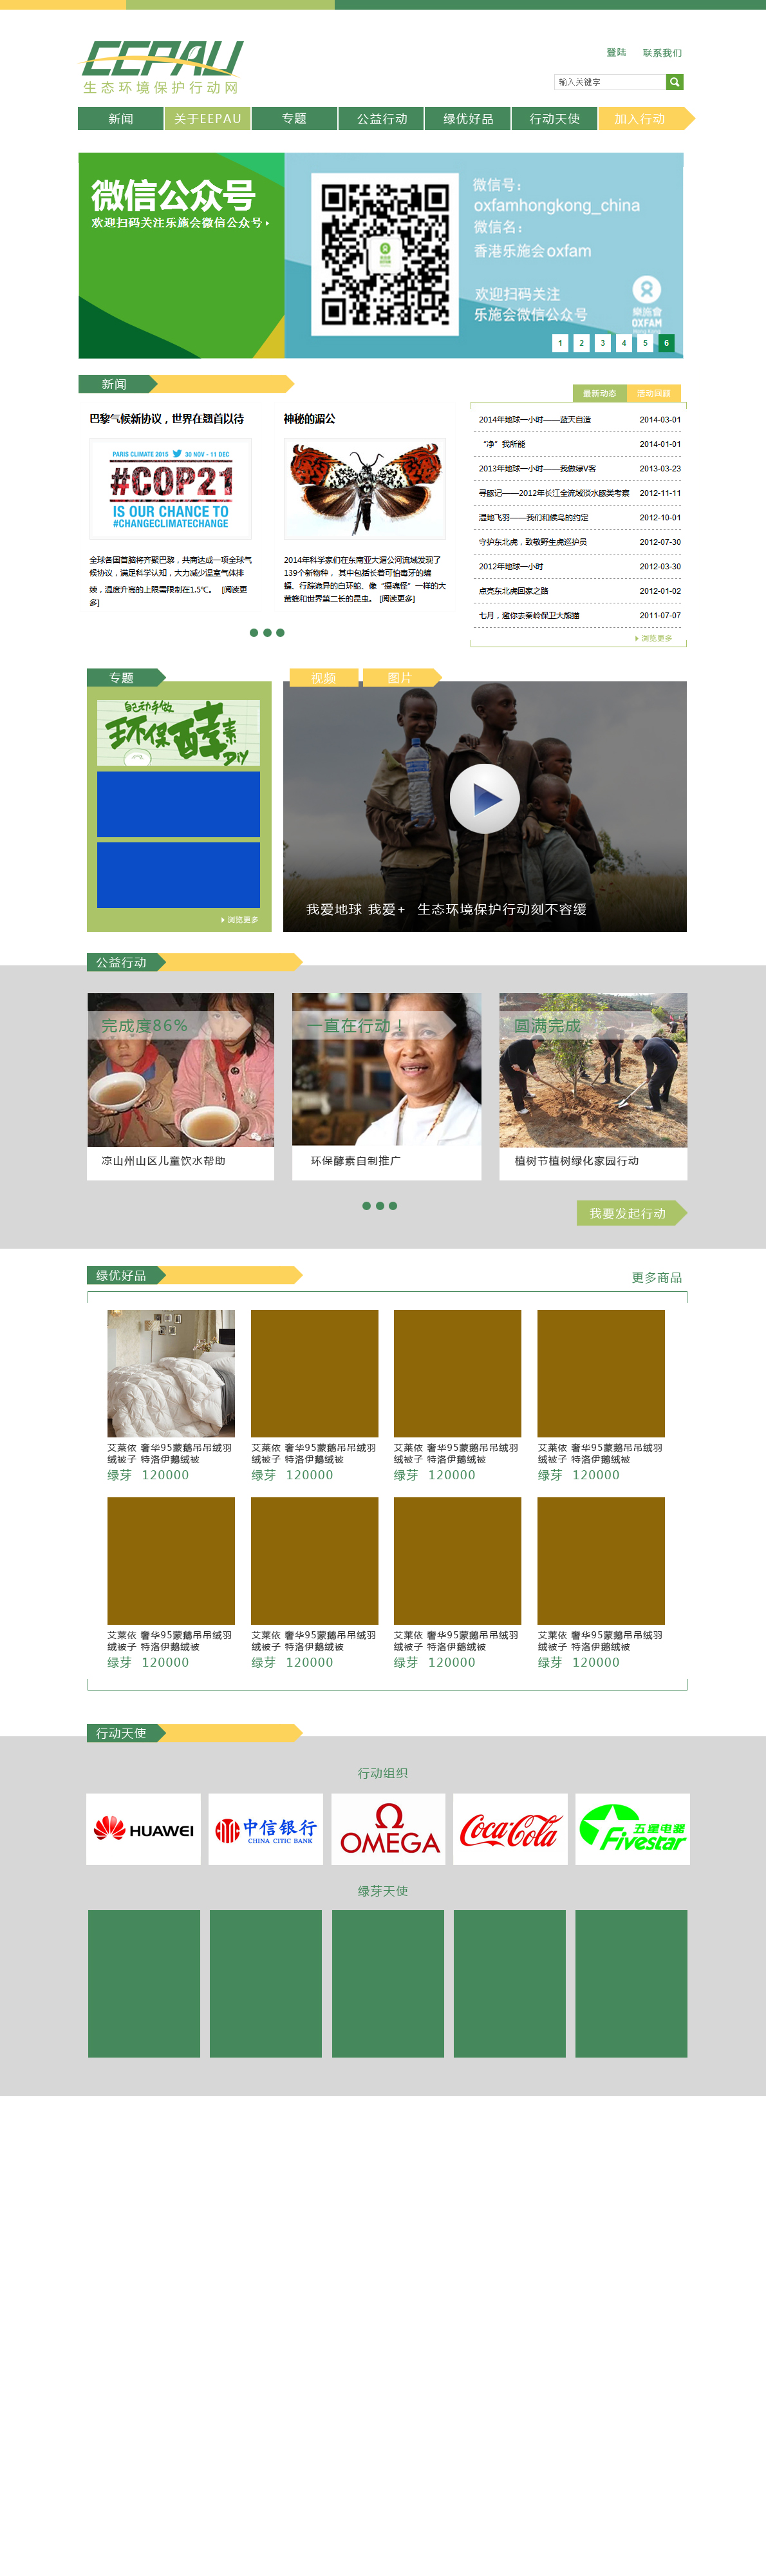 EEPAU
生态环境保护行动网
登陆
联系我们
输入关键字
新闻
关于EEPAU
专题
公益行动
绿优好品
行动天使
加入行动
微信公众号
欢迎扫码关注乐施会微信公众号
微信号:
oxfamhongkong_china
微信名:
香港乐施会oxfam
欢迎扫码关注
乐施会微信公众号
樂施會
OXFAM
Hong Kong
1 2 3 4 5 6
新闻
最新动态
活动回顾
巴黎气候新协议，世界在翘首以待
PARIS CLIMATE 2015 30 NOV - 11 DEC
#COP21
IS OUR CHANCE TO
#CHANGECLIMATECHANGE
全球各国首脑将齐聚巴黎，共商达成一项全球气
候协议，满足科学认知，大力减少温室气体排
续，温度升高的上限需限制在1.5℃。 [阅读更
多]
神秘的湄公
2014年科学家们在东南亚大湄公河流域发现了
139个新物种， 其中包括长着可怕毒牙的蝙
蝠、行踪诡异的白环蛇、像“摄魂怪”一样的大
黄蜂和世界第二长的昆虫。 [阅读更多]
2014年地球一小时——蓝天自造 2014-03-01
“净”我所能 2014-01-01
2013年地球一小时——我做绿V客 2013-03-23
寻豚记——2012年长江全流域淡水豚类考察 2012-11-11
湿地飞羽——我们和候鸟的约定 2012-10-01
守护东北虎，致敬野生虎巡护员 2012-07-30
2012年地球一小时 2012-03-30
点亮东北虎回家之路 2012-01-02
七月，邀你去秦岭保卫大熊猫 2011-07-07
浏览更多
专题
自己动手做
环保酵素
DIY
浏览更多
视频
图片
我爱地球 我爱+ 生态环境保护行动刻不容缓
公益行动
完成度86%
凉山州山区儿童饮水帮助
一直在行动！
环保酵素自制推广
圆满完成
植树节植树绿化家园行动
我要发起行动
绿优好品
更多商品
艾莱依 奢华95蒙鹅吊吊绒羽
绒被子 特洛伊鹅绒被
绿芽 120000
艾莱依 奢华95蒙鹅吊吊绒羽
绒被子 特洛伊鹅绒被
绿芽 120000
艾莱依 奢华95蒙鹅吊吊绒羽
绒被子 特洛伊鹅绒被
绿芽 120000
艾莱依 奢华95蒙鹅吊吊绒羽
绒被子 特洛伊鹅绒被
绿芽 120000
艾莱依 奢华95蒙鹅吊吊绒羽
绒被子 特洛伊鹅绒被
绿芽 120000
艾莱依 奢华95蒙鹅吊吊绒羽
绒被子 特洛伊鹅绒被
绿芽 120000
艾莱依 奢华95蒙鹅吊吊绒羽
绒被子 特洛伊鹅绒被
绿芽 120000
艾莱依 奢华95蒙鹅吊吊绒羽
绒被子 特洛伊鹅绒被
绿芽 120000
行动天使
行动组织
HUAWEI
中信银行
CHINA CITIC BANK
Ω
OMEGA
Coca-Cola
五星电器
Fivestar
绿芽天使